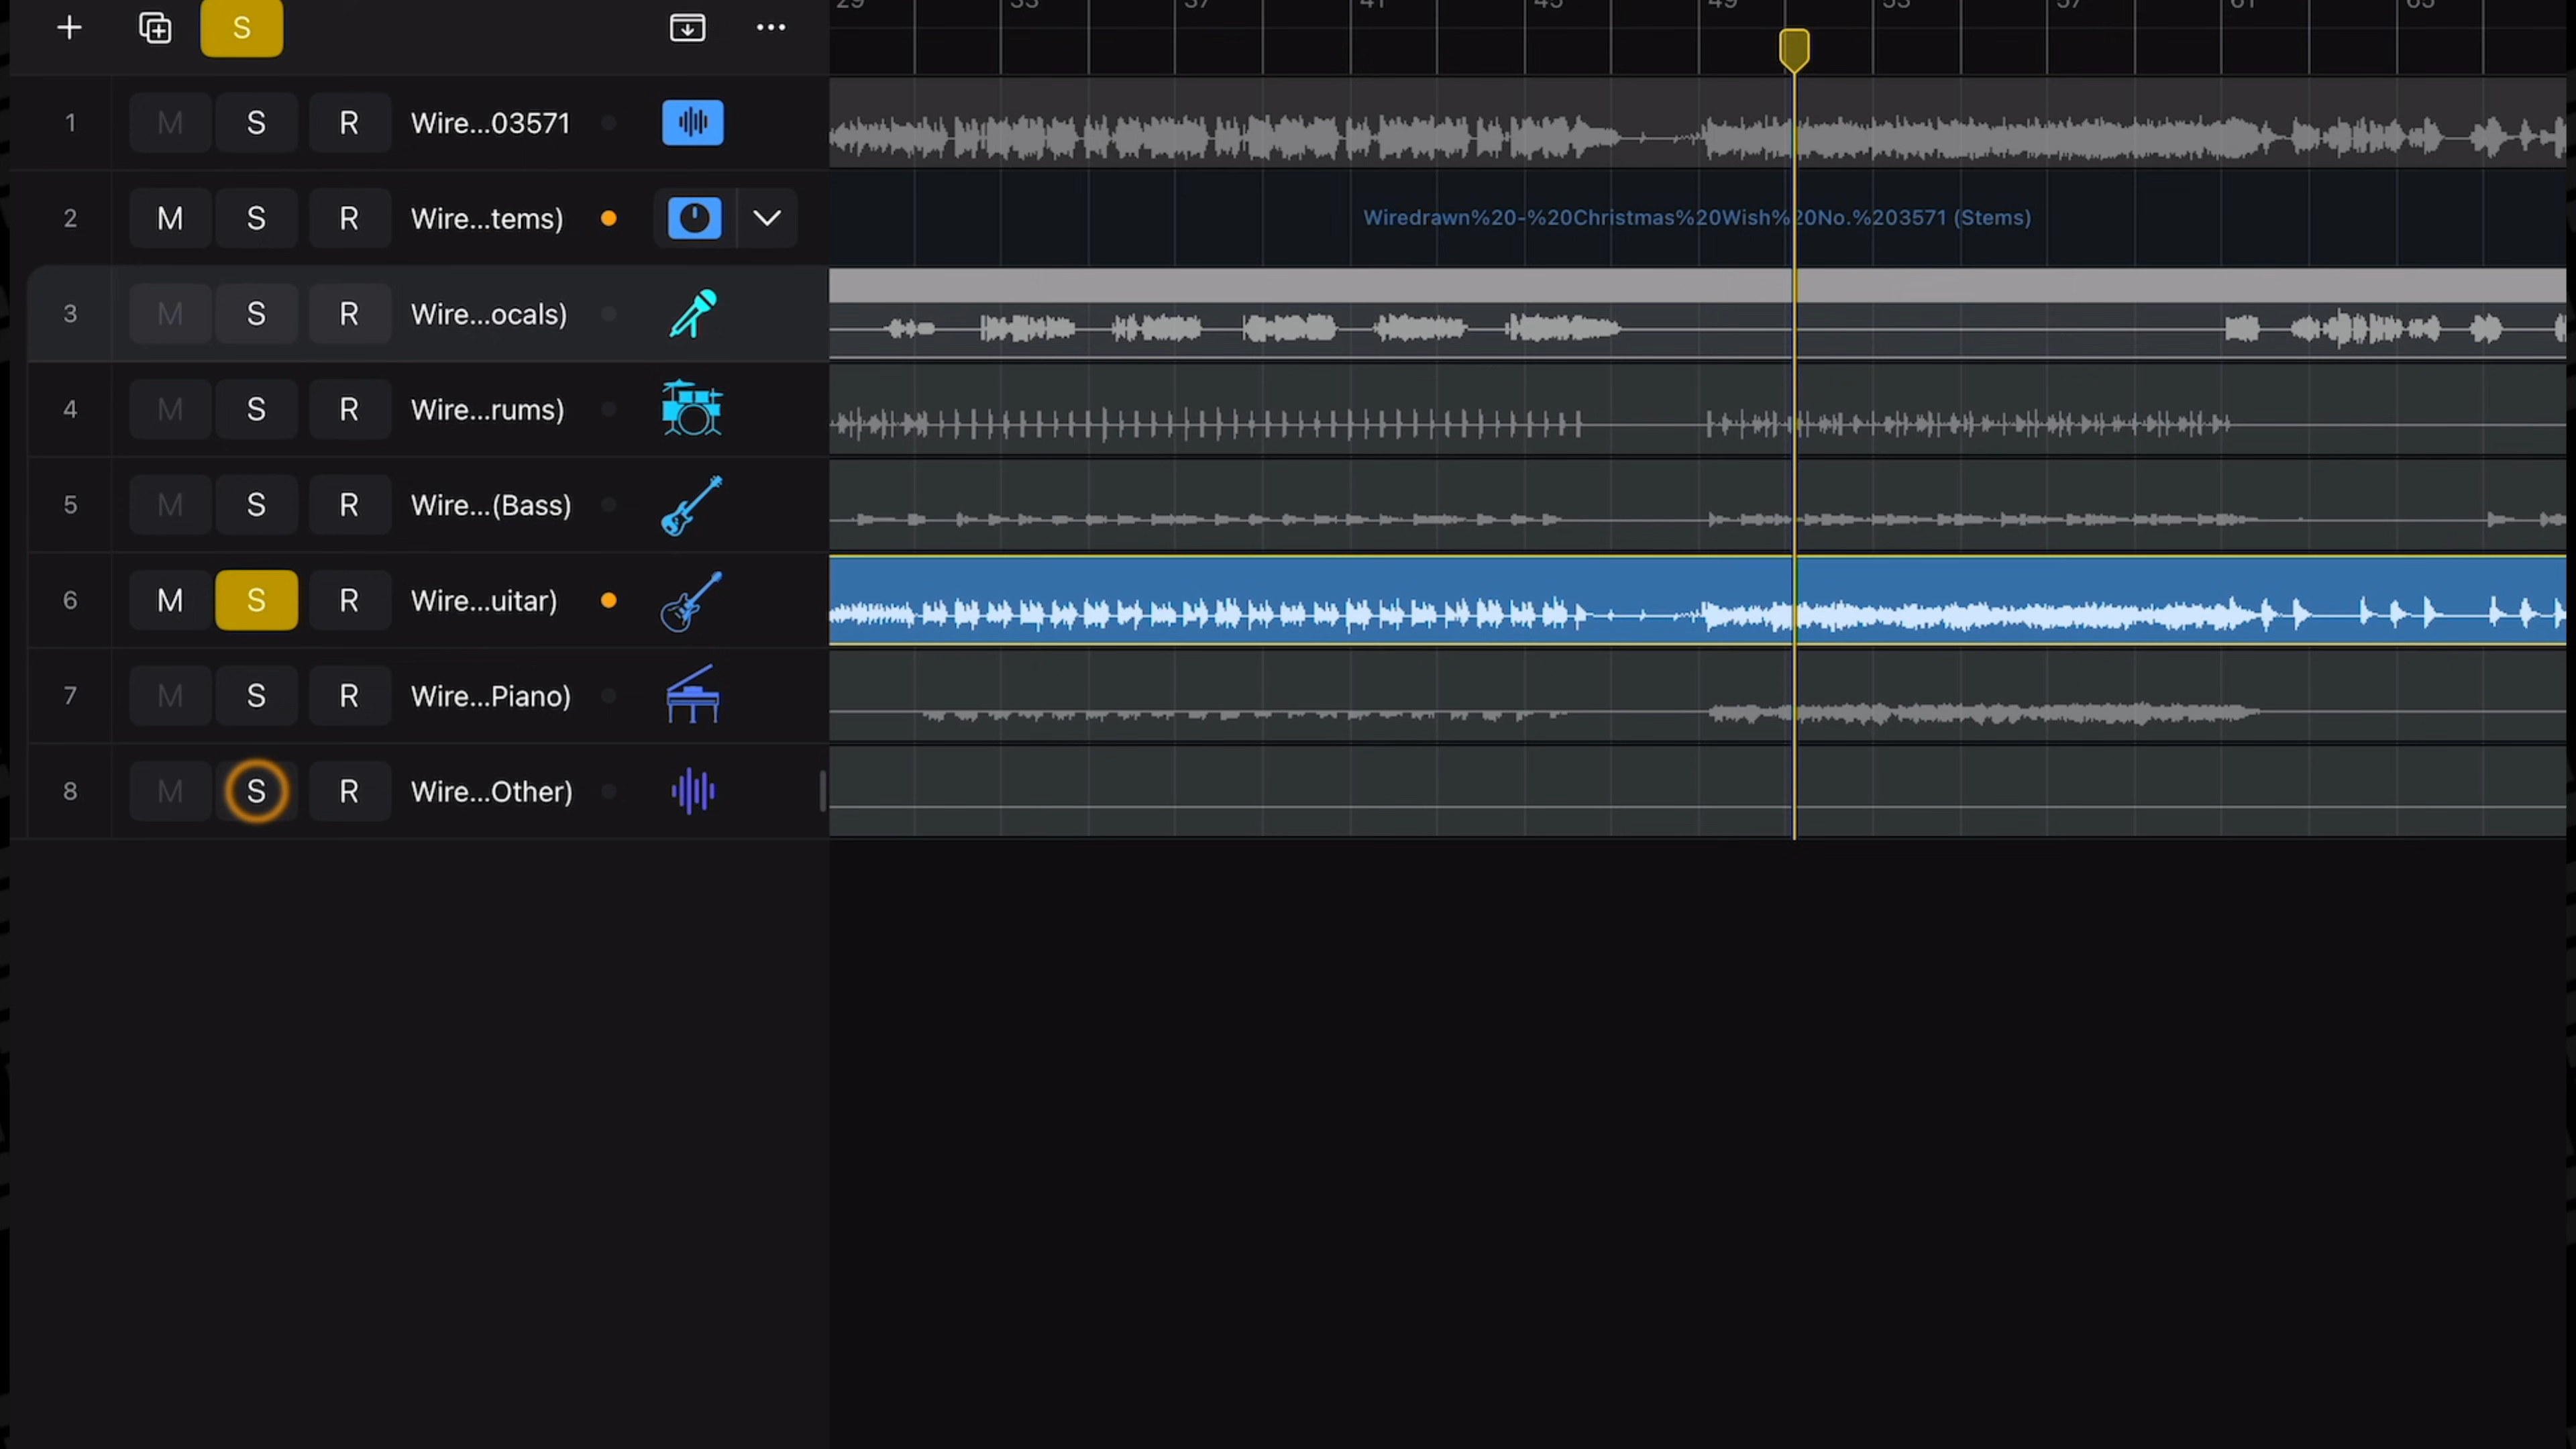 S
29 33 37 41 45 49 53 57 61 65
1 M S R Wire...03571
2 M S R Wire...tems)
Wiredrawn%20-%20Christmas%20Wish%20No.%203571 (Stems)
3 M S R Wire...ocals)
4 M S R Wire...rums)
5 M S R Wire...(Bass)
6 M S R Wire...uitar)
7 M S R Wire...Piano)
8 M S R Wire...Other)